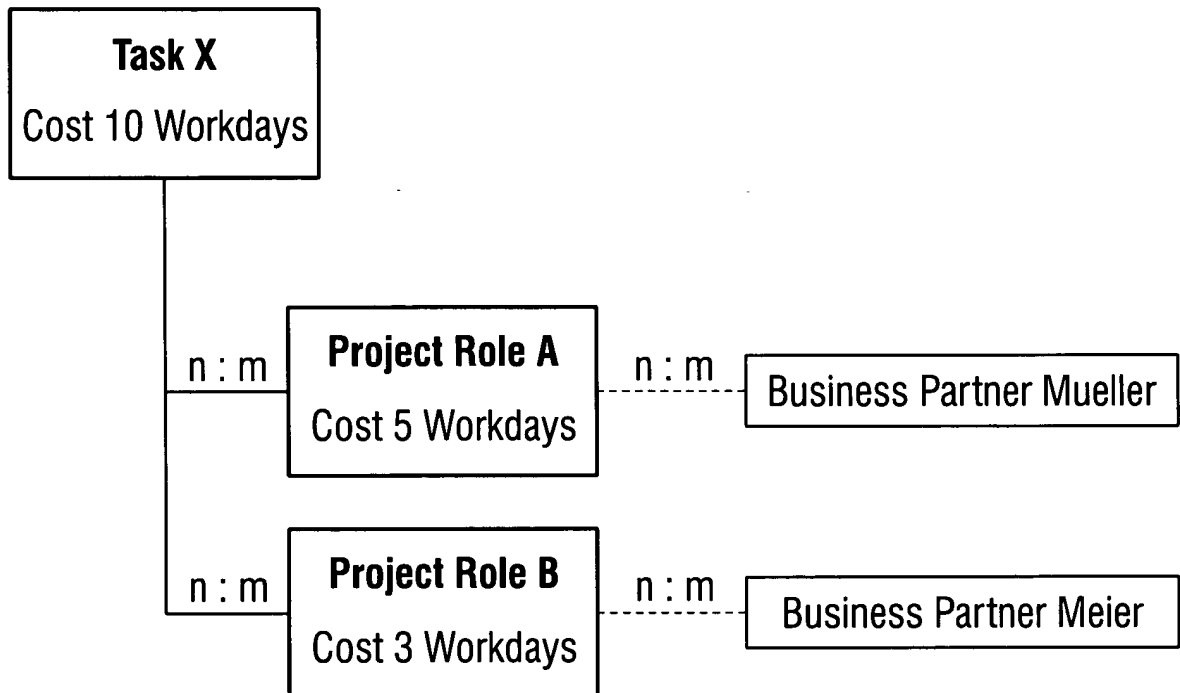 Task X
Cost 10 Workdays
n : m
Project Role A
Cost 5 Workdays
n : m
Business Partner Mueller
n : m
Project Role B
Cost 3 Workdays
n : m
Business Partner Meier